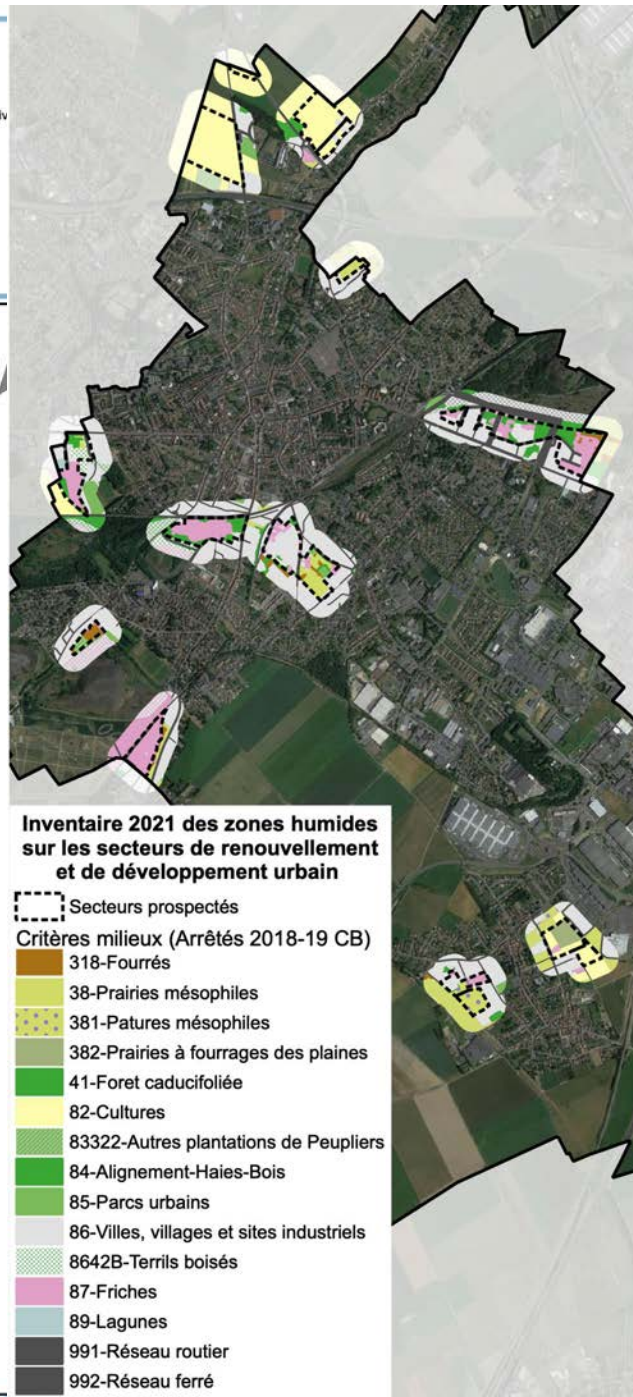 Inventaire 2021 des zones humides
sur les secteurs de renouvellement
et de développement urbain
Secteurs prospectés
Critères milieux (Arrêtés 2018-19 CB)
318-Fourrés
38-Prairies mésophiles
381-Patures mésophiles
382-Prairies à fourrages des plaines
41-Foret caducifoliée
82-Cultures
83322-Autres plantations de Peupliers
84-Alignement-Haies-Bois
85-Parcs urbains
86-Villes, villages et sites industriels
8642B-Terrils boisés
87-Friches
89-Lagunes
991-Réseau routier
992-Réseau ferré